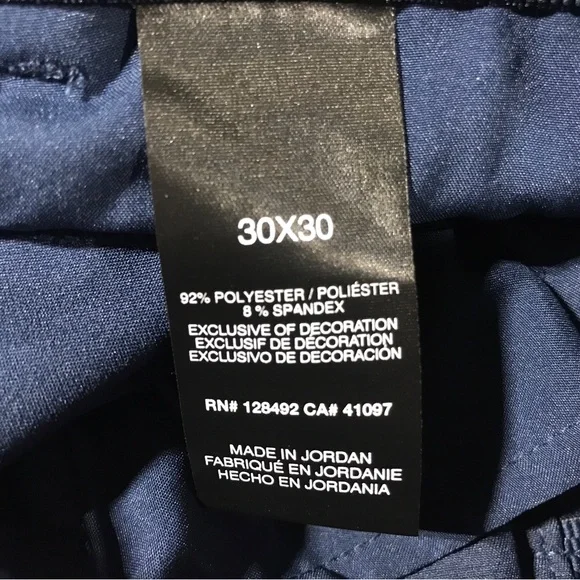 30X30
92% POLYESTER / POLIÉSTER
8 % SPANDEX
EXCLUSIVE OF DECORATION
EXCLUSIF DE DÉCORATION
EXCLUSIVO DE DECORACIÓN
RN# 128492 CA# 41097
MADE IN JORDAN
FABRIQUÉ EN JORDANIE
HECHO EN JORDANIA